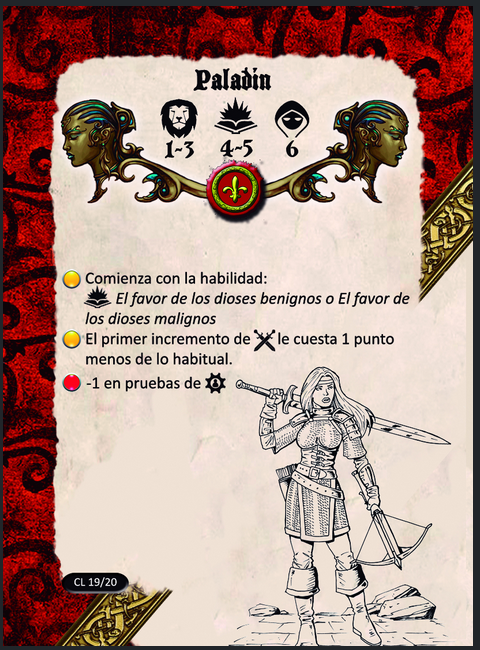 Paladín
1~3 4~5 6
Comienza con la habilidad:
El favor de los dioses benignos o El favor de
los dioses malignos
El primer incremento de le cuesta 1 punto
menos de lo habitual.
-1 en pruebas de
CL 19/20